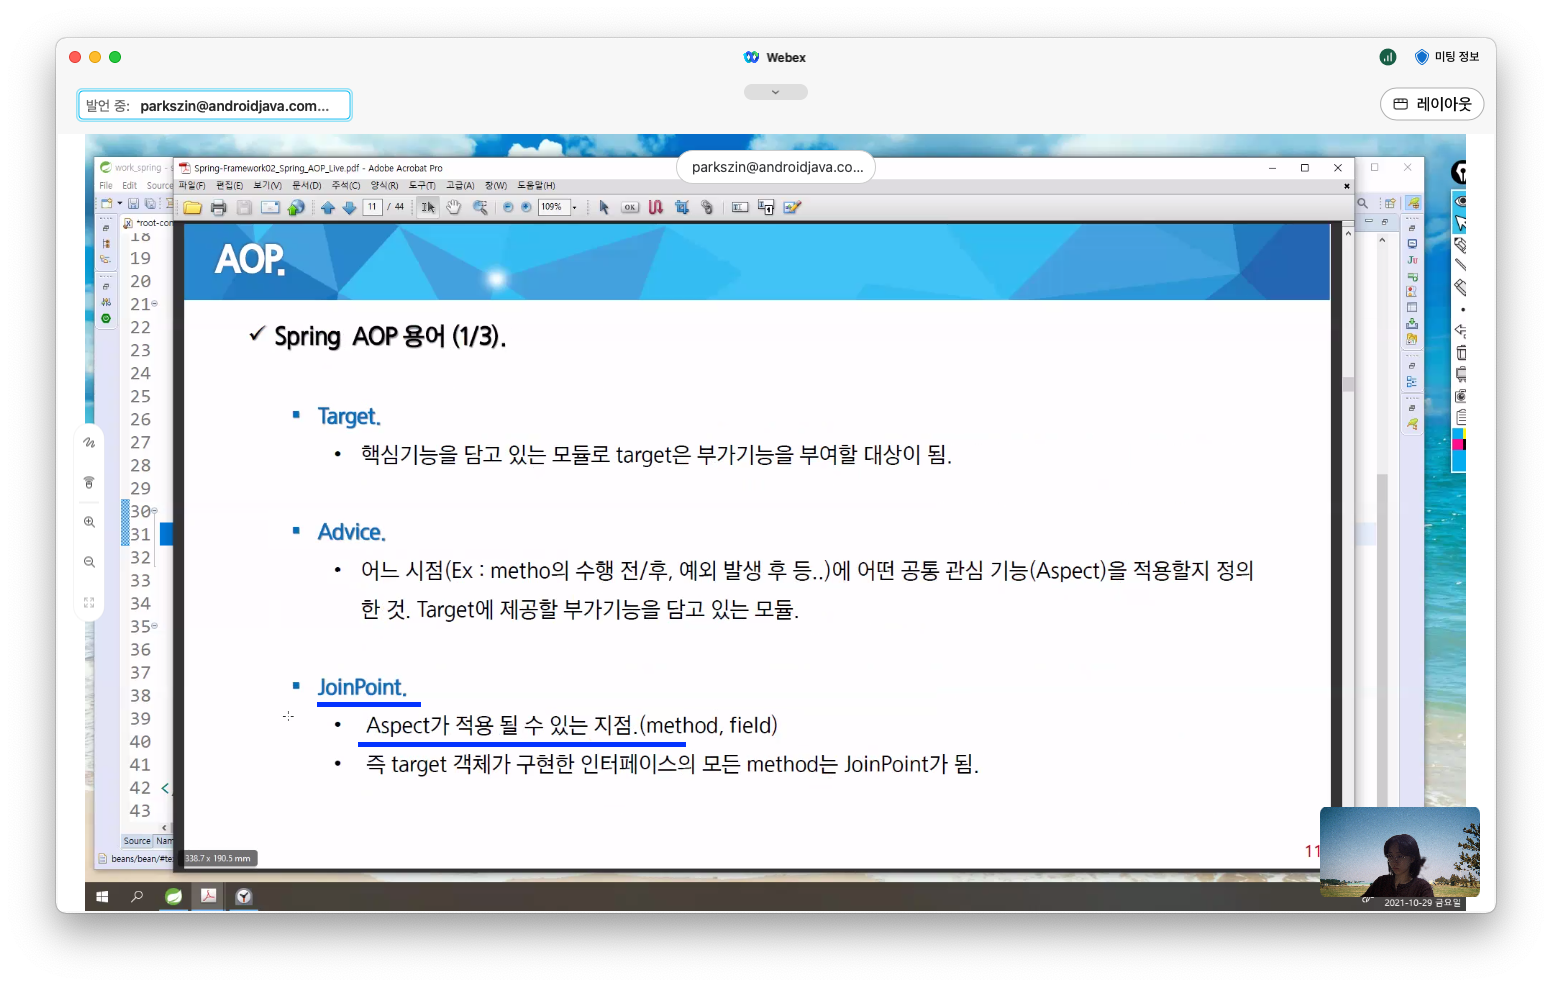 Webex
미팅 정보
발언 중: parkszin@androidjava.com...
레이아웃
work_spring - s
Spring-Framework02_Spring_AOP_Live.pdf - Adobe Acrobat Pro
parkszin@androidjava.co...
File Edit Source
파일(F) 편집(E) 보기(V) 문서(D) 주석(C) 양식(R) 도구(T) 고급(A) 창(W) 도움말(H)
11 / 44
109%
*root-con
18
19
20
21
22
23
24
25
26
27
28
29
30
31
32
33
34
35
36
37
38
39
40
41
42 <
43
AOP.
✓ Spring AOP 용어 (1/3).
▪ Target.
• 핵심기능을 담고 있는 모듈로 target은 부가기능을 부여할 대상이 됨.
▪ Advice.
• 어느 시점(Ex : metho의 수행 전/후, 예외 발생 후 등..)에 어떤 공통 관심 기능(Aspect)을 적용할지 정의
한 것. Target에 제공할 부가기능을 담고 있는 모듈.
▪ JoinPoint.
• Aspect가 적용 될 수 있는 지점.(method, field)
• 즉 target 객체가 구현한 인터페이스의 모든 method는 JoinPoint가 됨.
11
Source Nam
beans/bean/#te
338.7 x 190.5 mm
2021-10-29 금요일